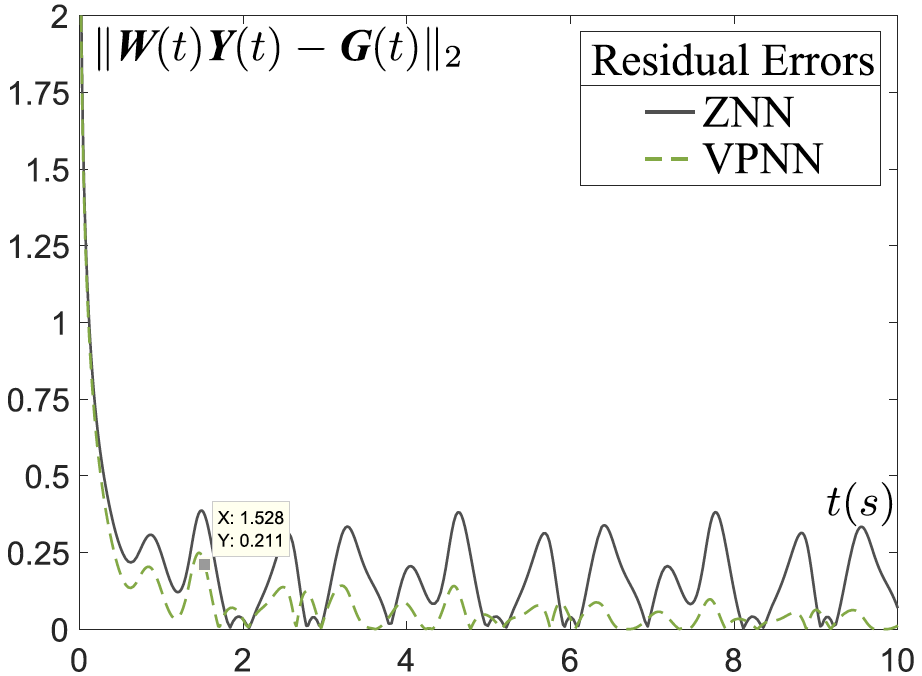 2
1.75
1.5
1.25
1
0.75
0.5
0.25
0
‖W(t)Y(t) − G(t)‖₂
Residual Errors
ZNN
VPNN
X: 1.528
Y: 0.211
t(s)
0 2 4 6 8 10